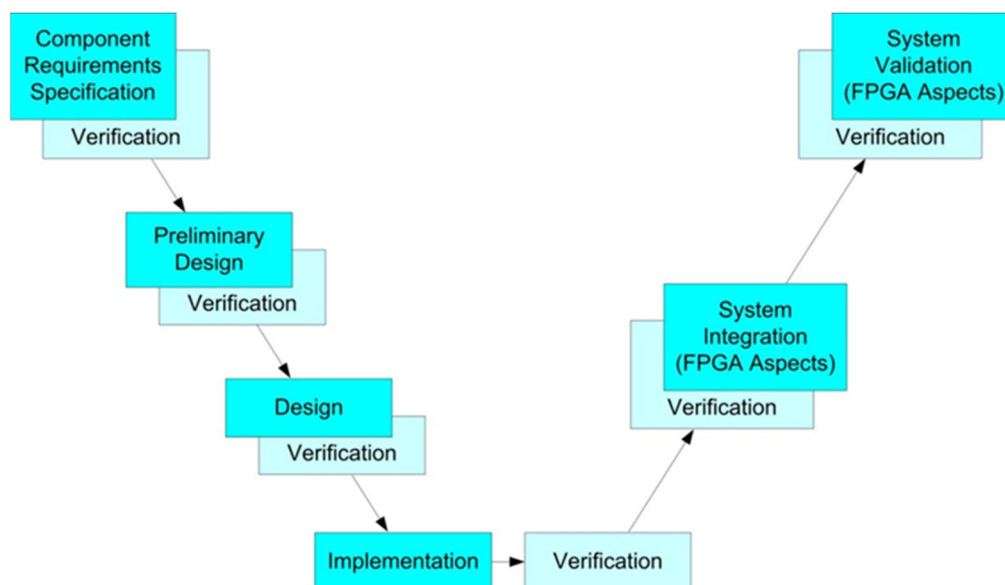 Component
Requirements
Specification
Verification
Preliminary
Design
Verification
Design
Verification
Implementation
Verification
System
Integration
(FPGA Aspects)
Verification
System
Validation
(FPGA Aspects)
Verification